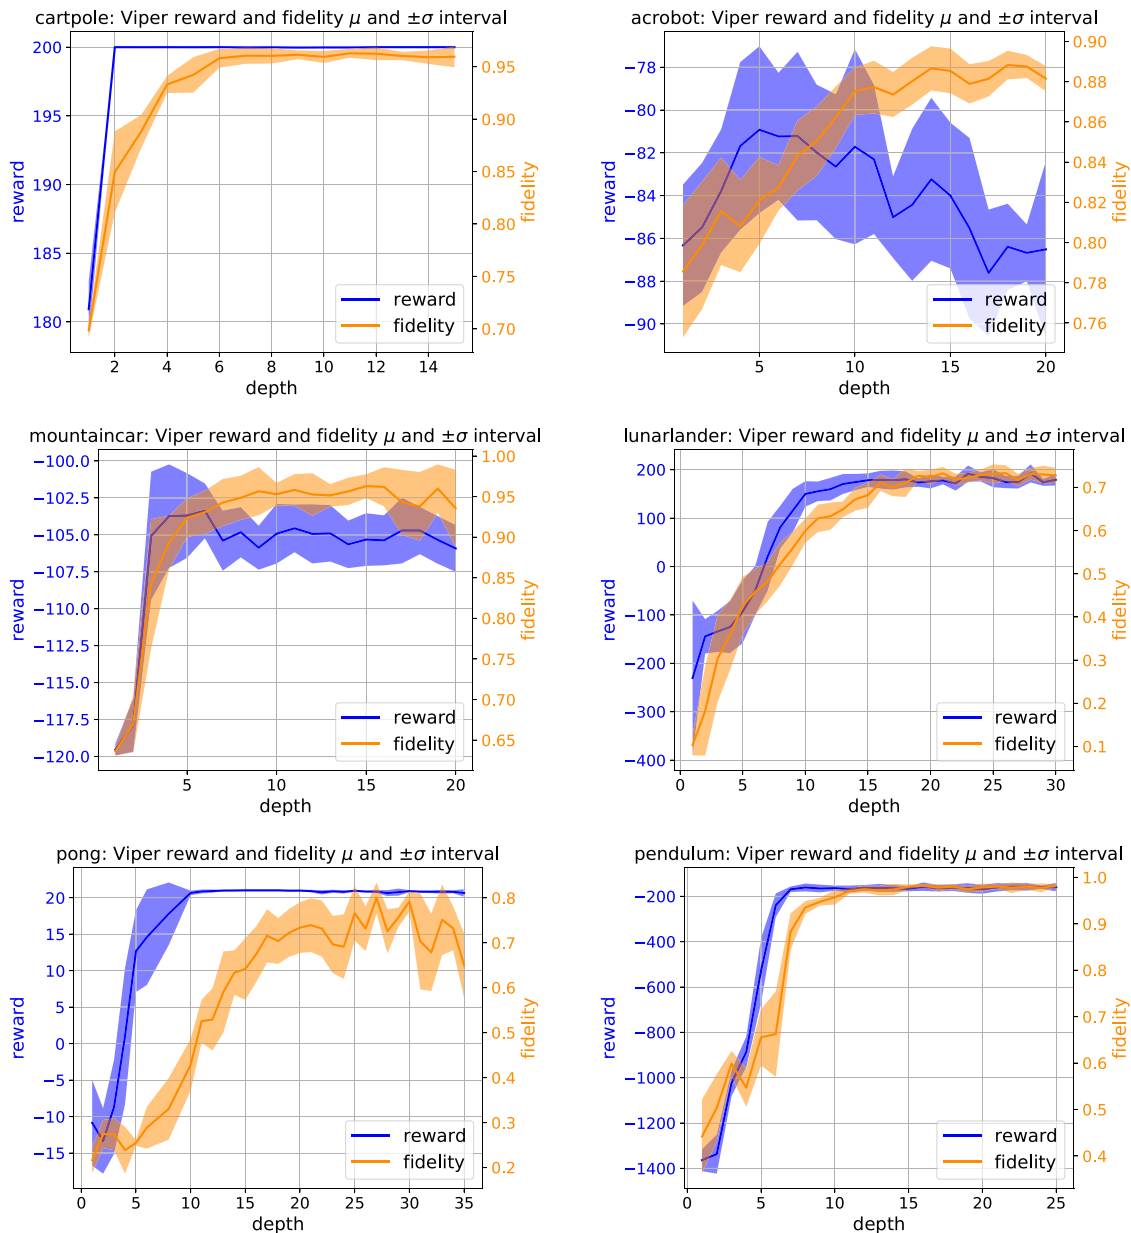 cartpole: Viper reward and fidelity μ and ±σ interval
200
195
190
185
180
reward
0.95
0.90
0.85
0.80
0.75
0.70
fidelity
2 4 6 8 10 12 14
depth
reward
fidelity
acrobot: Viper reward and fidelity μ and ±σ interval
−78
−80
−82
−84
−86
−88
−90
reward
0.90
0.88
0.86
0.84
0.82
0.80
0.78
0.76
fidelity
5 10 15 20
depth
reward
fidelity
mountaincar: Viper reward and fidelity μ and ±σ interval
−100.0
−102.5
−105.0
−107.5
−110.0
−112.5
−115.0
−117.5
−120.0
reward
1.00
0.95
0.90
0.85
0.80
0.75
0.70
0.65
fidelity
5 10 15 20
depth
reward
fidelity
lunarlander: Viper reward and fidelity μ and ±σ interval
200
100
0
−100
−200
−300
−400
reward
0.7
0.6
0.5
0.4
0.3
0.2
0.1
fidelity
0 5 10 15 20 25 30
depth
reward
fidelity
pong: Viper reward and fidelity μ and ±σ interval
20
15
10
5
0
−5
−10
−15
reward
0.8
0.7
0.6
0.5
0.4
0.3
0.2
fidelity
0 5 10 15 20 25 30 35
depth
reward
fidelity
pendulum: Viper reward and fidelity μ and ±σ interval
−200
−400
−600
−800
−1000
−1200
−1400
reward
1.0
0.9
0.8
0.7
0.6
0.5
0.4
fidelity
0 5 10 15 20 25
depth
reward
fidelity